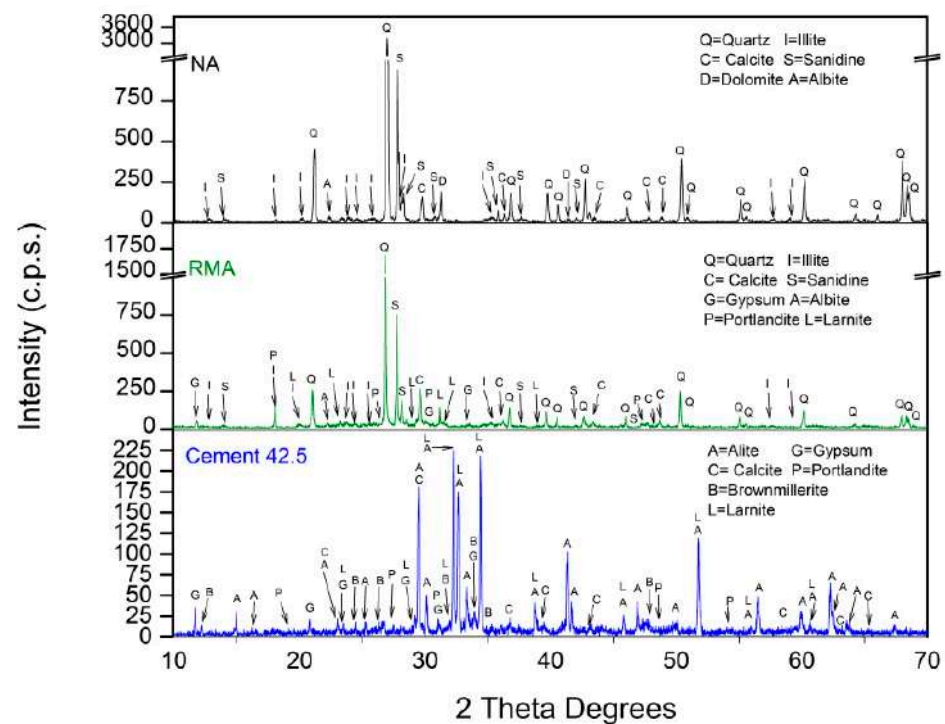 3600
3000
NA
Q=Quartz I=Illite
C= Calcite S=Sanidine
D=Dolomite A=Albite
750
500
250
0
Q
S
I
S
Q
I
S
I
I
A
I
I
I
S
C
S
D
I
S
C
Q
S
Q
Q
D
S
Q
C
Q
C
C
Q
Q
Q
Q
I
I
Q
Q
Q
Q
Q
Q
1750
1500
RMA
Q=Quartz I=Illite
C= Calcite S=Sanidine
G=Gypsum A=Albite
P=Portlandite L=Larnite
750
500
250
0
Q
S
G
I
S
P
I
L
I
Q
A
L
I
I
I
P
S
L
C
P
G
L
L
G
I
S
C
Q
S
L
Q
Q
S
Q
C
Q
S
P
C
C
Q
Q
Q
Q
I
I
Q
Q
Q
Q
Q
Cement 42.5
A=Alite G=Gypsum
C= Calcite P=Portlandite
B=Brownmillerite
L=Larnite
225
200
175
150
125
100
75
50
25
0
G
B
A
A
P
G
C
A
L
G
B
A
B
P
L
G
A
C
A
P
G
L
B
L
A
L
A
A
B
G
L
A
B
C
L
A
C
A
A
C
L
A
A
B
P
A
L
A
P
L
A
A
C
A
L
A
A
A
C
A
C
A
10 20 30 40 50 60 70
2 Theta Degrees
Intensity (c.p.s.)